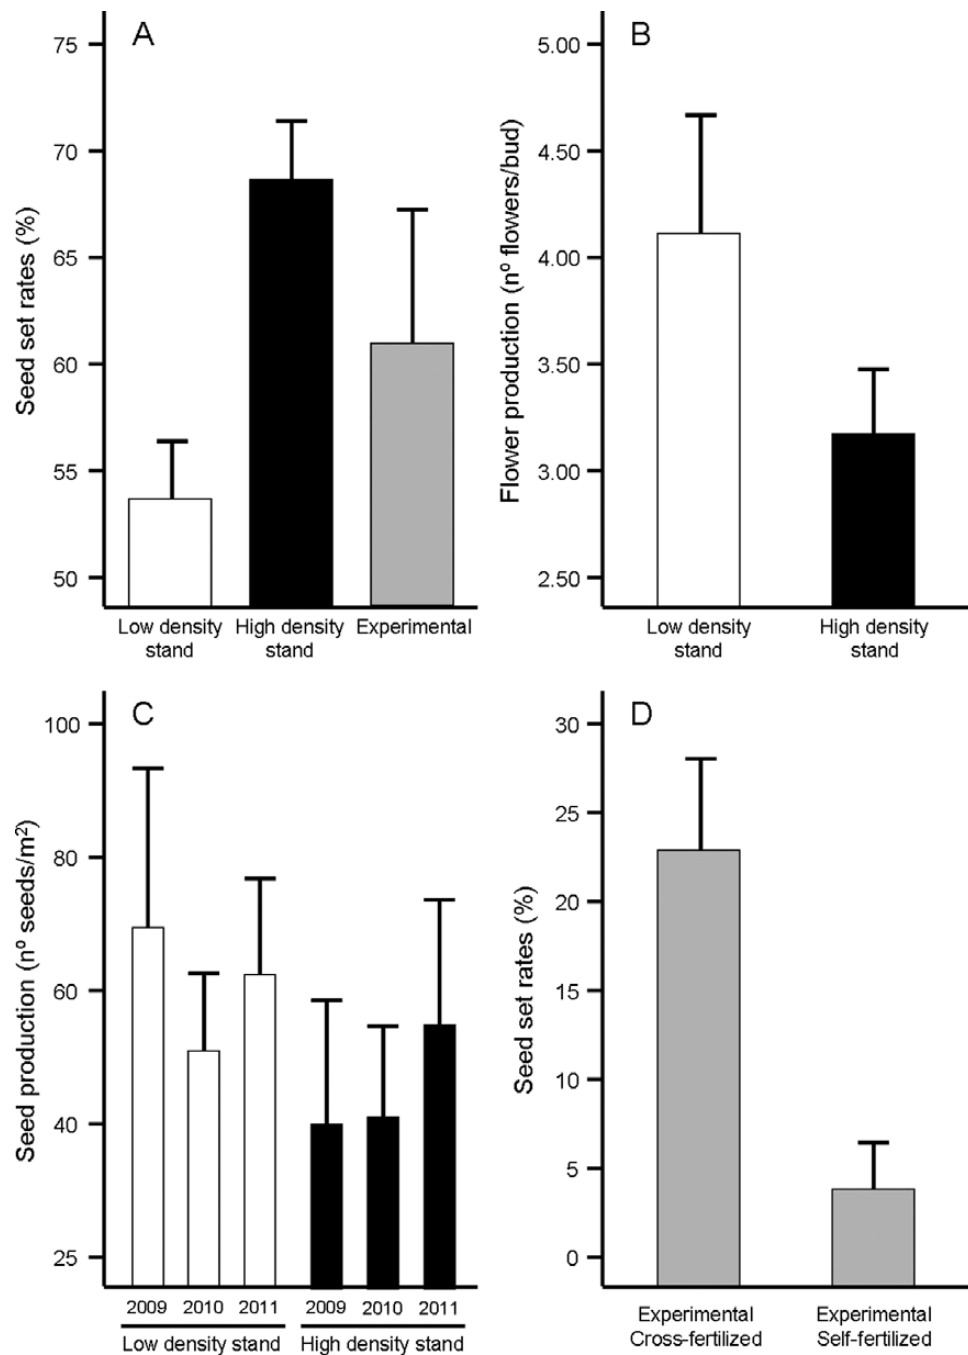 A
Seed set rates (%)
75
70
65
60
55
50
Low density
stand
High density
stand
Experimental
B
Flower production (nº flowers/bud)
5.00
4.50
4.00
3.50
3.00
2.50
Low density
stand
High density
stand
C
Seed production (nº seeds/m²)
100
80
60
40
25
2009 2010 2011 2009 2010 2011
Low density stand High density stand
D
Seed set rates (%)
30
25
20
15
10
5
0
Experimental
Cross-fertilized
Experimental
Self-fertilized